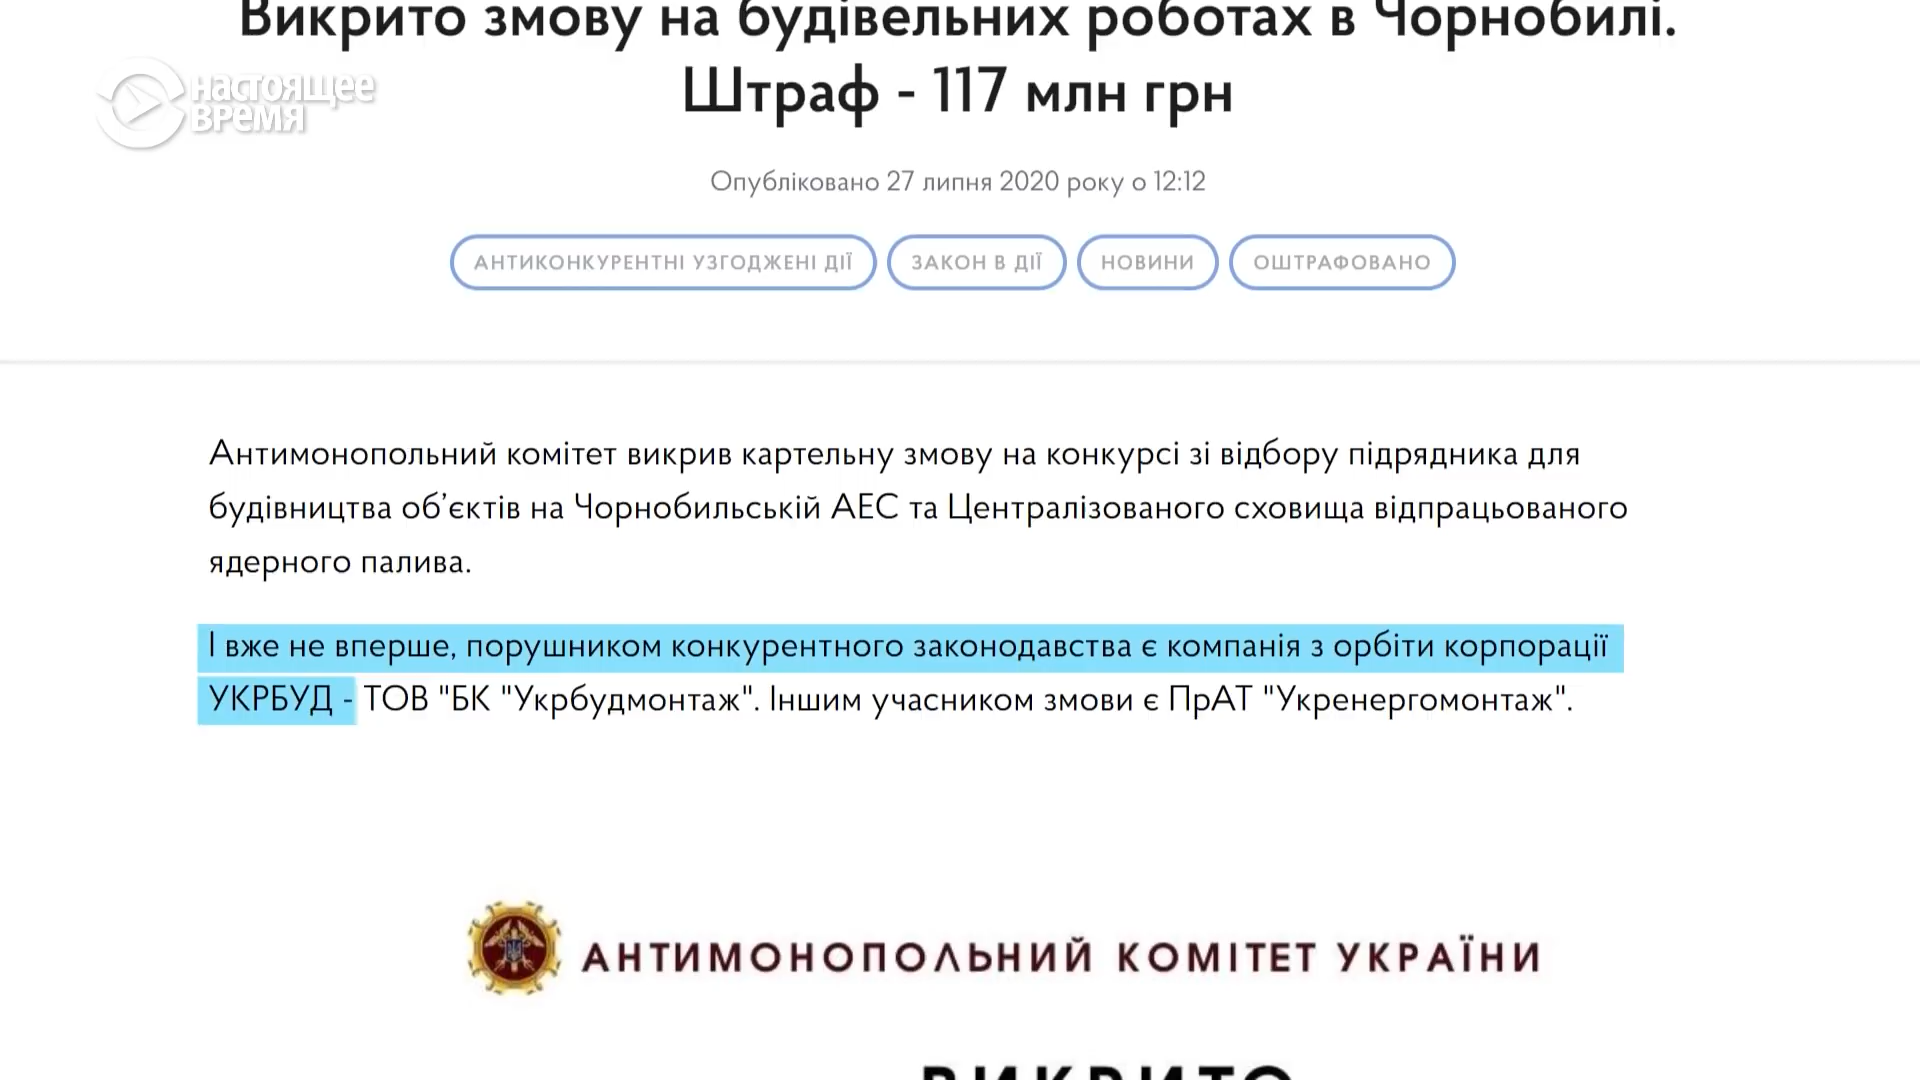 Викрито змову на будівельних роботах в Чорнобилі.
Штраф - 117 млн грн
настоящее
время
Опубліковано 27 липня 2020 року о 12:12
АНТИКОНКУРЕНТНІ УЗГОДЖЕНІ ДІЇ ЗАКОН В ДІЇ НОВИНИ ОШТРАФОВАНО
Антимонопольний комітет викрив картельну змову на конкурсі зі відбору підрядника для
будівництва об’єктів на Чорнобильській АЕС та Централізованого сховища відпрацьованого
ядерного палива.
І вже не вперше, порушником конкурентного законодавства є компанія з орбіти корпорації
УКРБУД - ТОВ "БК "Укрбудмонтаж". Іншим учасником змови є ПрАТ "Укренергомонтаж".
АНТИМОНОПОЛЬНИЙ КОМІТЕТ УКРАЇНИ
ВИКРИТО